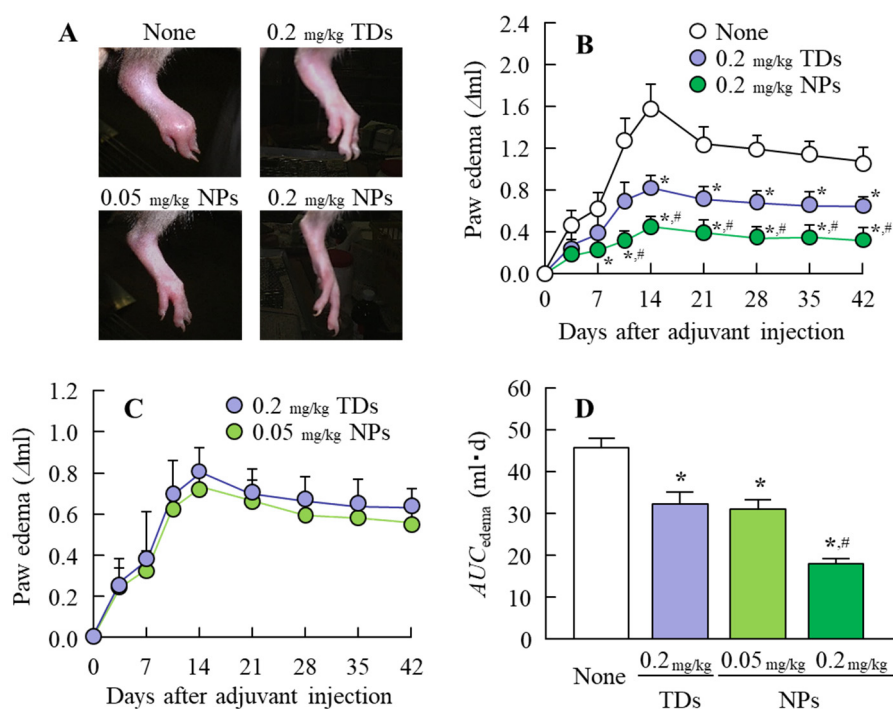 A
None
0.2 mg/kg TDs
0.05 mg/kg NPs
0.2 mg/kg NPs
B
None
0.2 mg/kg TDs
0.2 mg/kg NPs
Paw edema (Δml)
2.4
2.0
1.6
1.2
0.8
0.4
0.0
* * * * *
*,# *,# *,# *,# *,#
* *,#
0 7 14 21 28 35 42
Days after adjuvant injection
C
0.2 mg/kg TDs
0.05 mg/kg NPs
Paw edema (Δml)
1.2
1.0
0.8
0.6
0.4
0.2
0.0
0 7 14 21 28 35 42
Days after adjuvant injection
D
AUCedema (ml·d)
60
50
40
30
20
10
0
* * *,#
None
0.2 mg/kg 0.05 mg/kg 0.2 mg/kg
TDs NPs